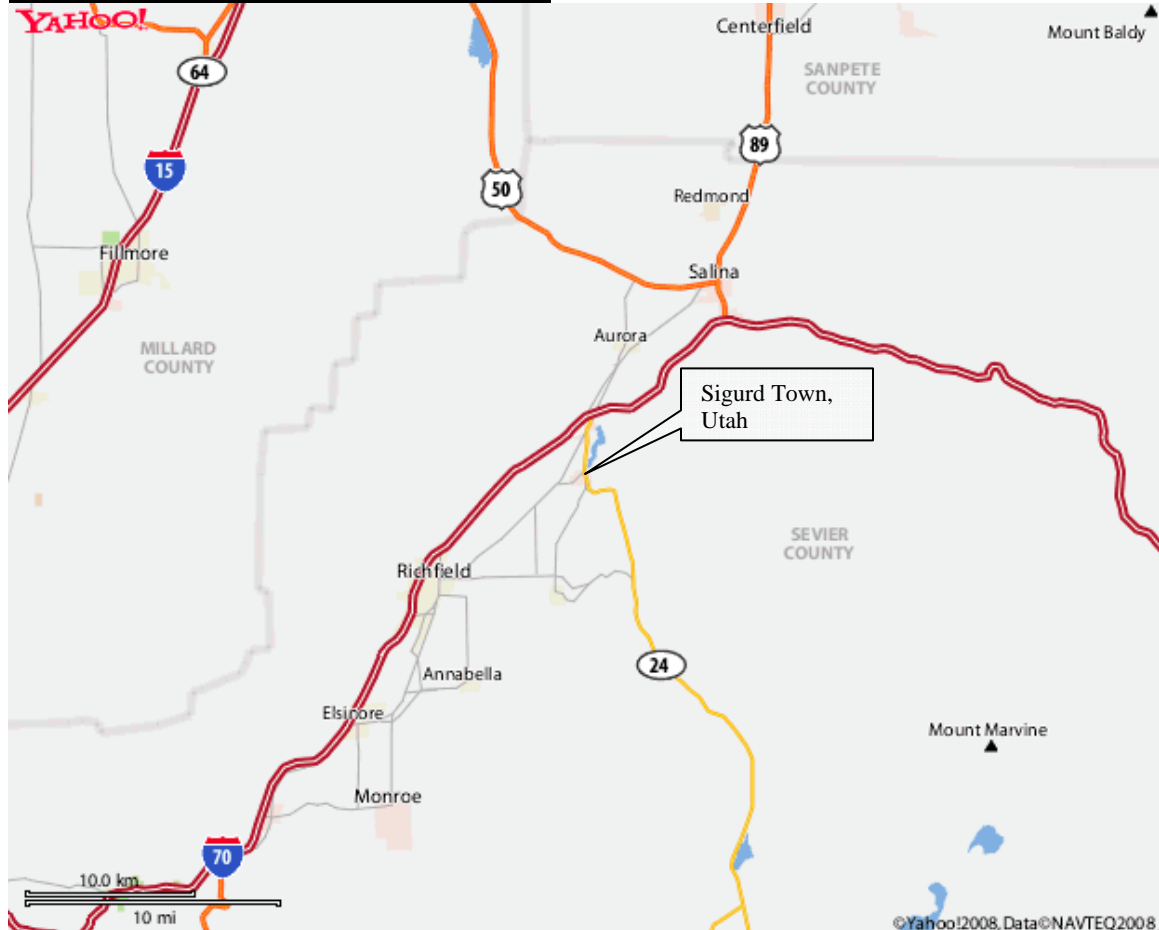 YAHOO!
Centerfield
Mount Baldy
64
SANPETE
COUNTY
89
15
50
Redmond
Fillmore
Salina
Aurora
MILLARD
COUNTY
Sigurd Town,
Utah
SEVIER
COUNTY
Richfield
24
Annabella
Elsinore
Mount Marvine
Monroe
70
10.0 km
10 mi
©Yahoo!2008, Data©NAVTEQ2008